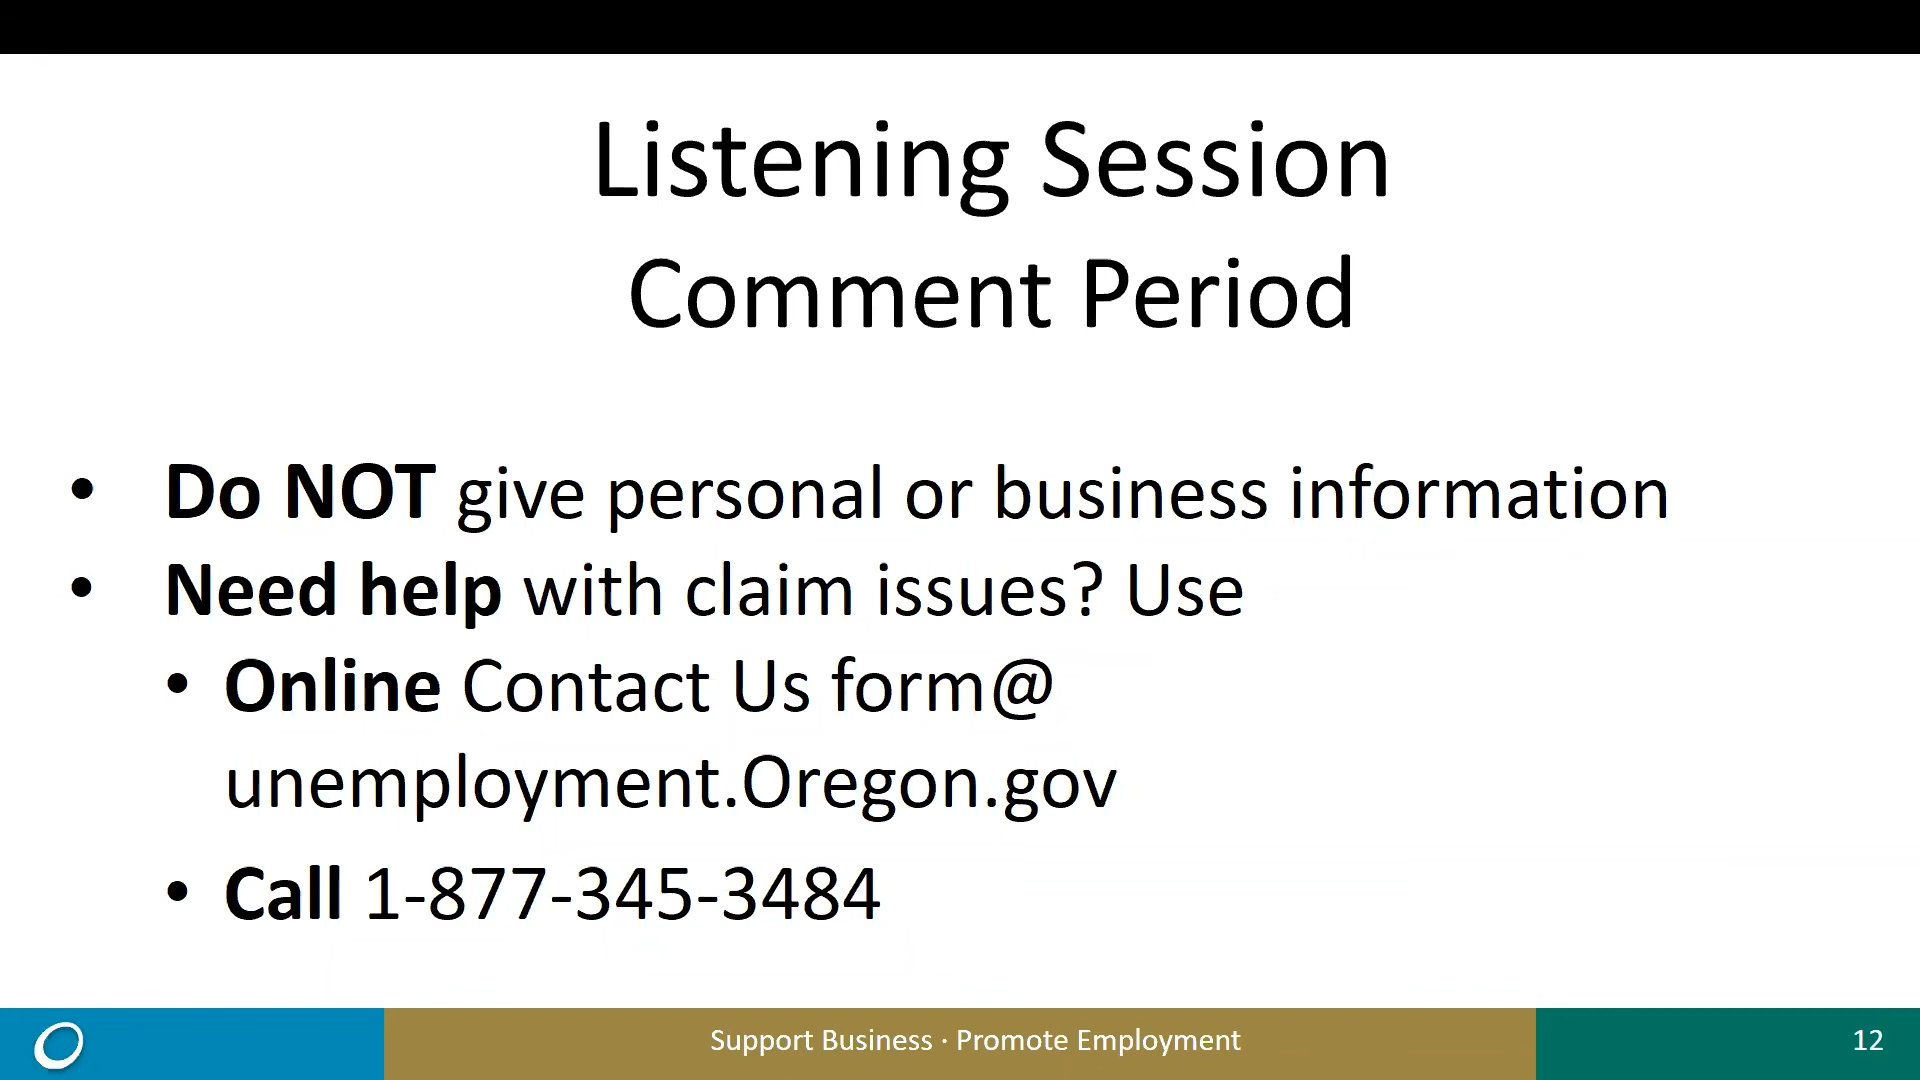 Listening Session
Comment Period
• Do NOT give personal or business information
• Need help with claim issues? Use
• Online Contact Us form@
unemployment.Oregon.gov
• Call 1-877-345-3484
Support Business · Promote Employment
12